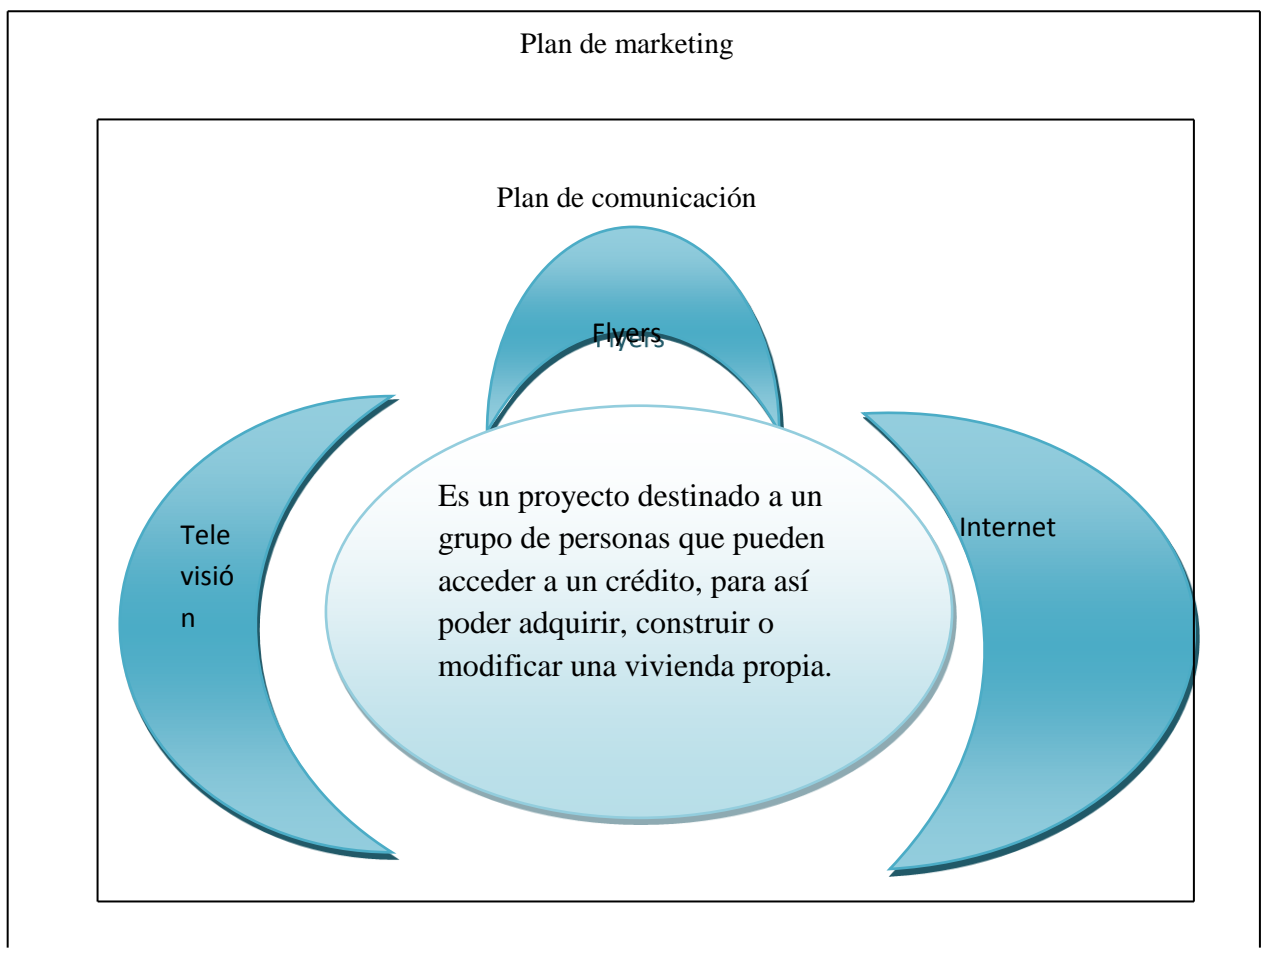 Plan de marketing
Plan de comunicación
Flyers
Es un proyecto destinado a un
grupo de personas que pueden
acceder a un crédito, para así
poder adquirir, construir o
modificar una vivienda propia.
Tele
visió
n
Internet